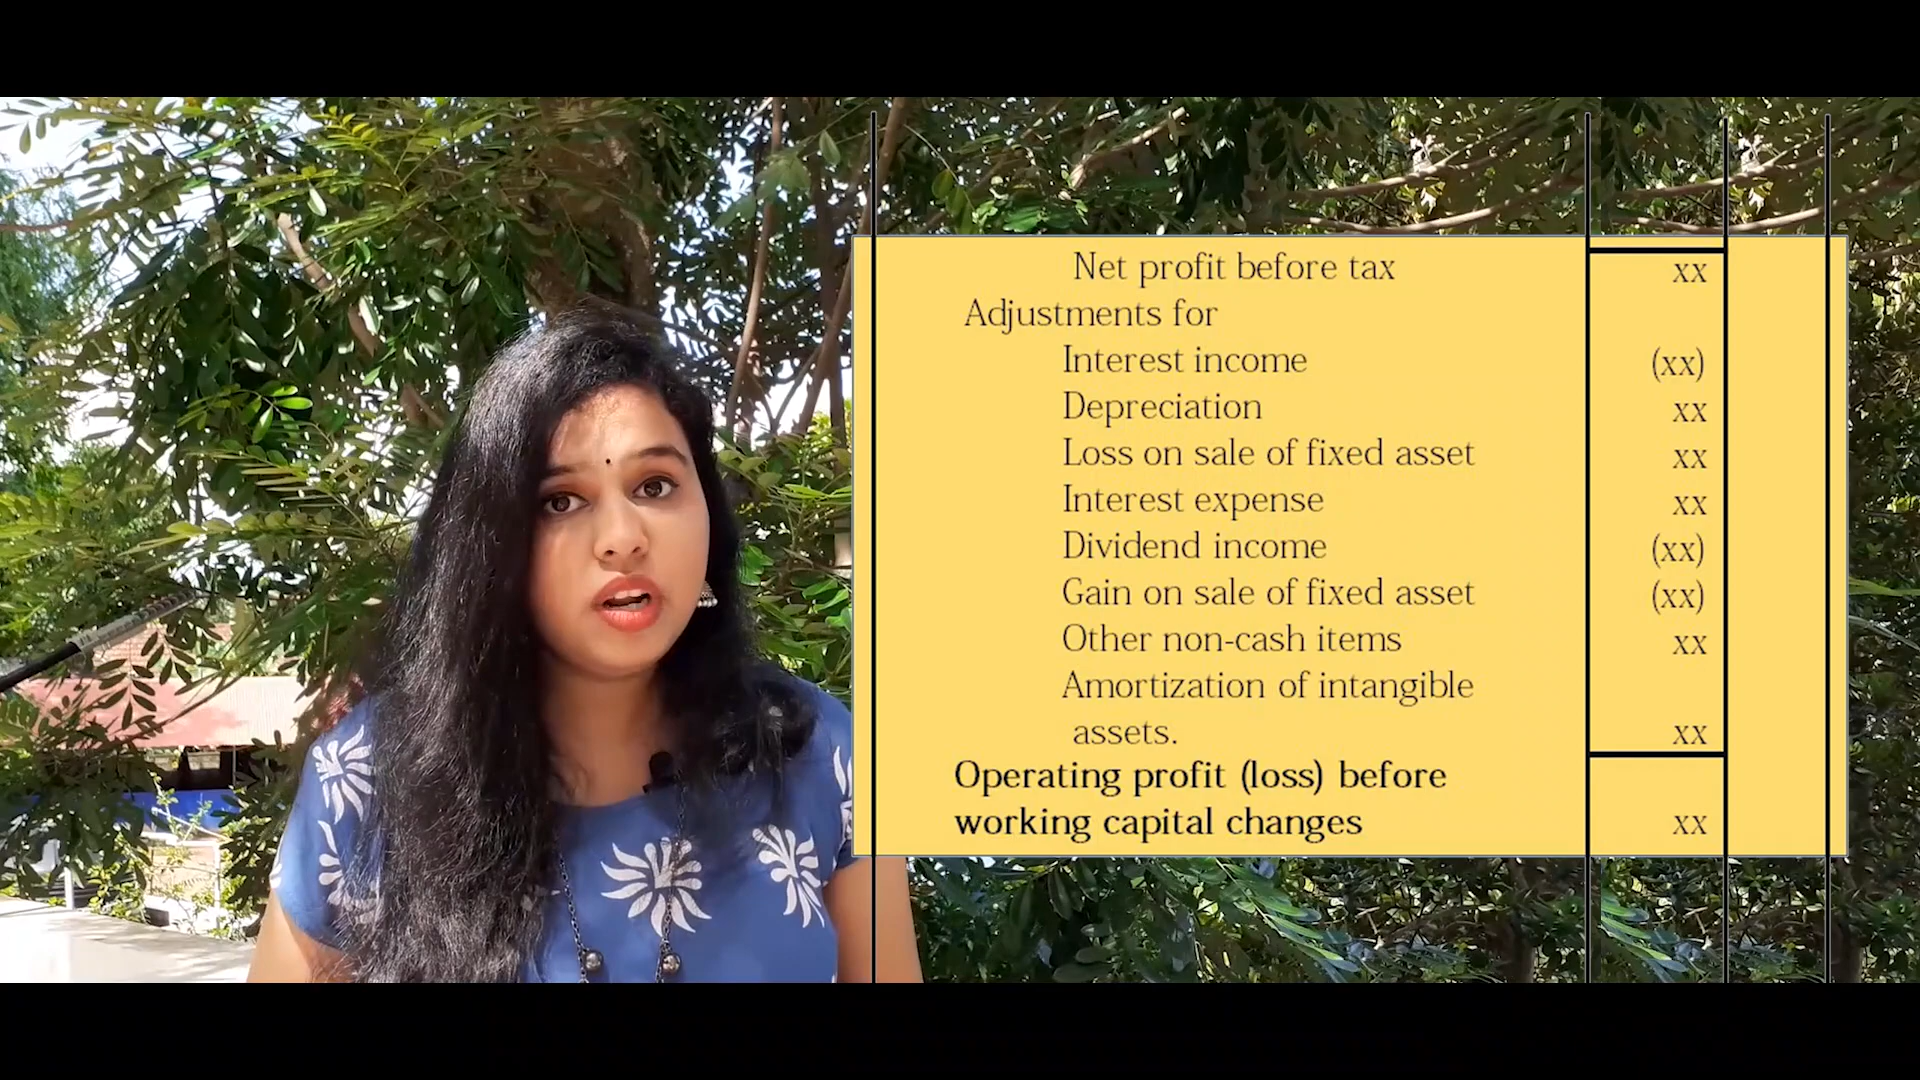 Net profit before tax xx
Adjustments for
Interest income (xx)
Depreciation xx
Loss on sale of fixed asset xx
Interest expense xx
Dividend income (xx)
Gain on sale of fixed asset (xx)
Other non-cash items xx
Amortization of intangible
assets. xx
Operating profit (loss) before
working capital changes xx